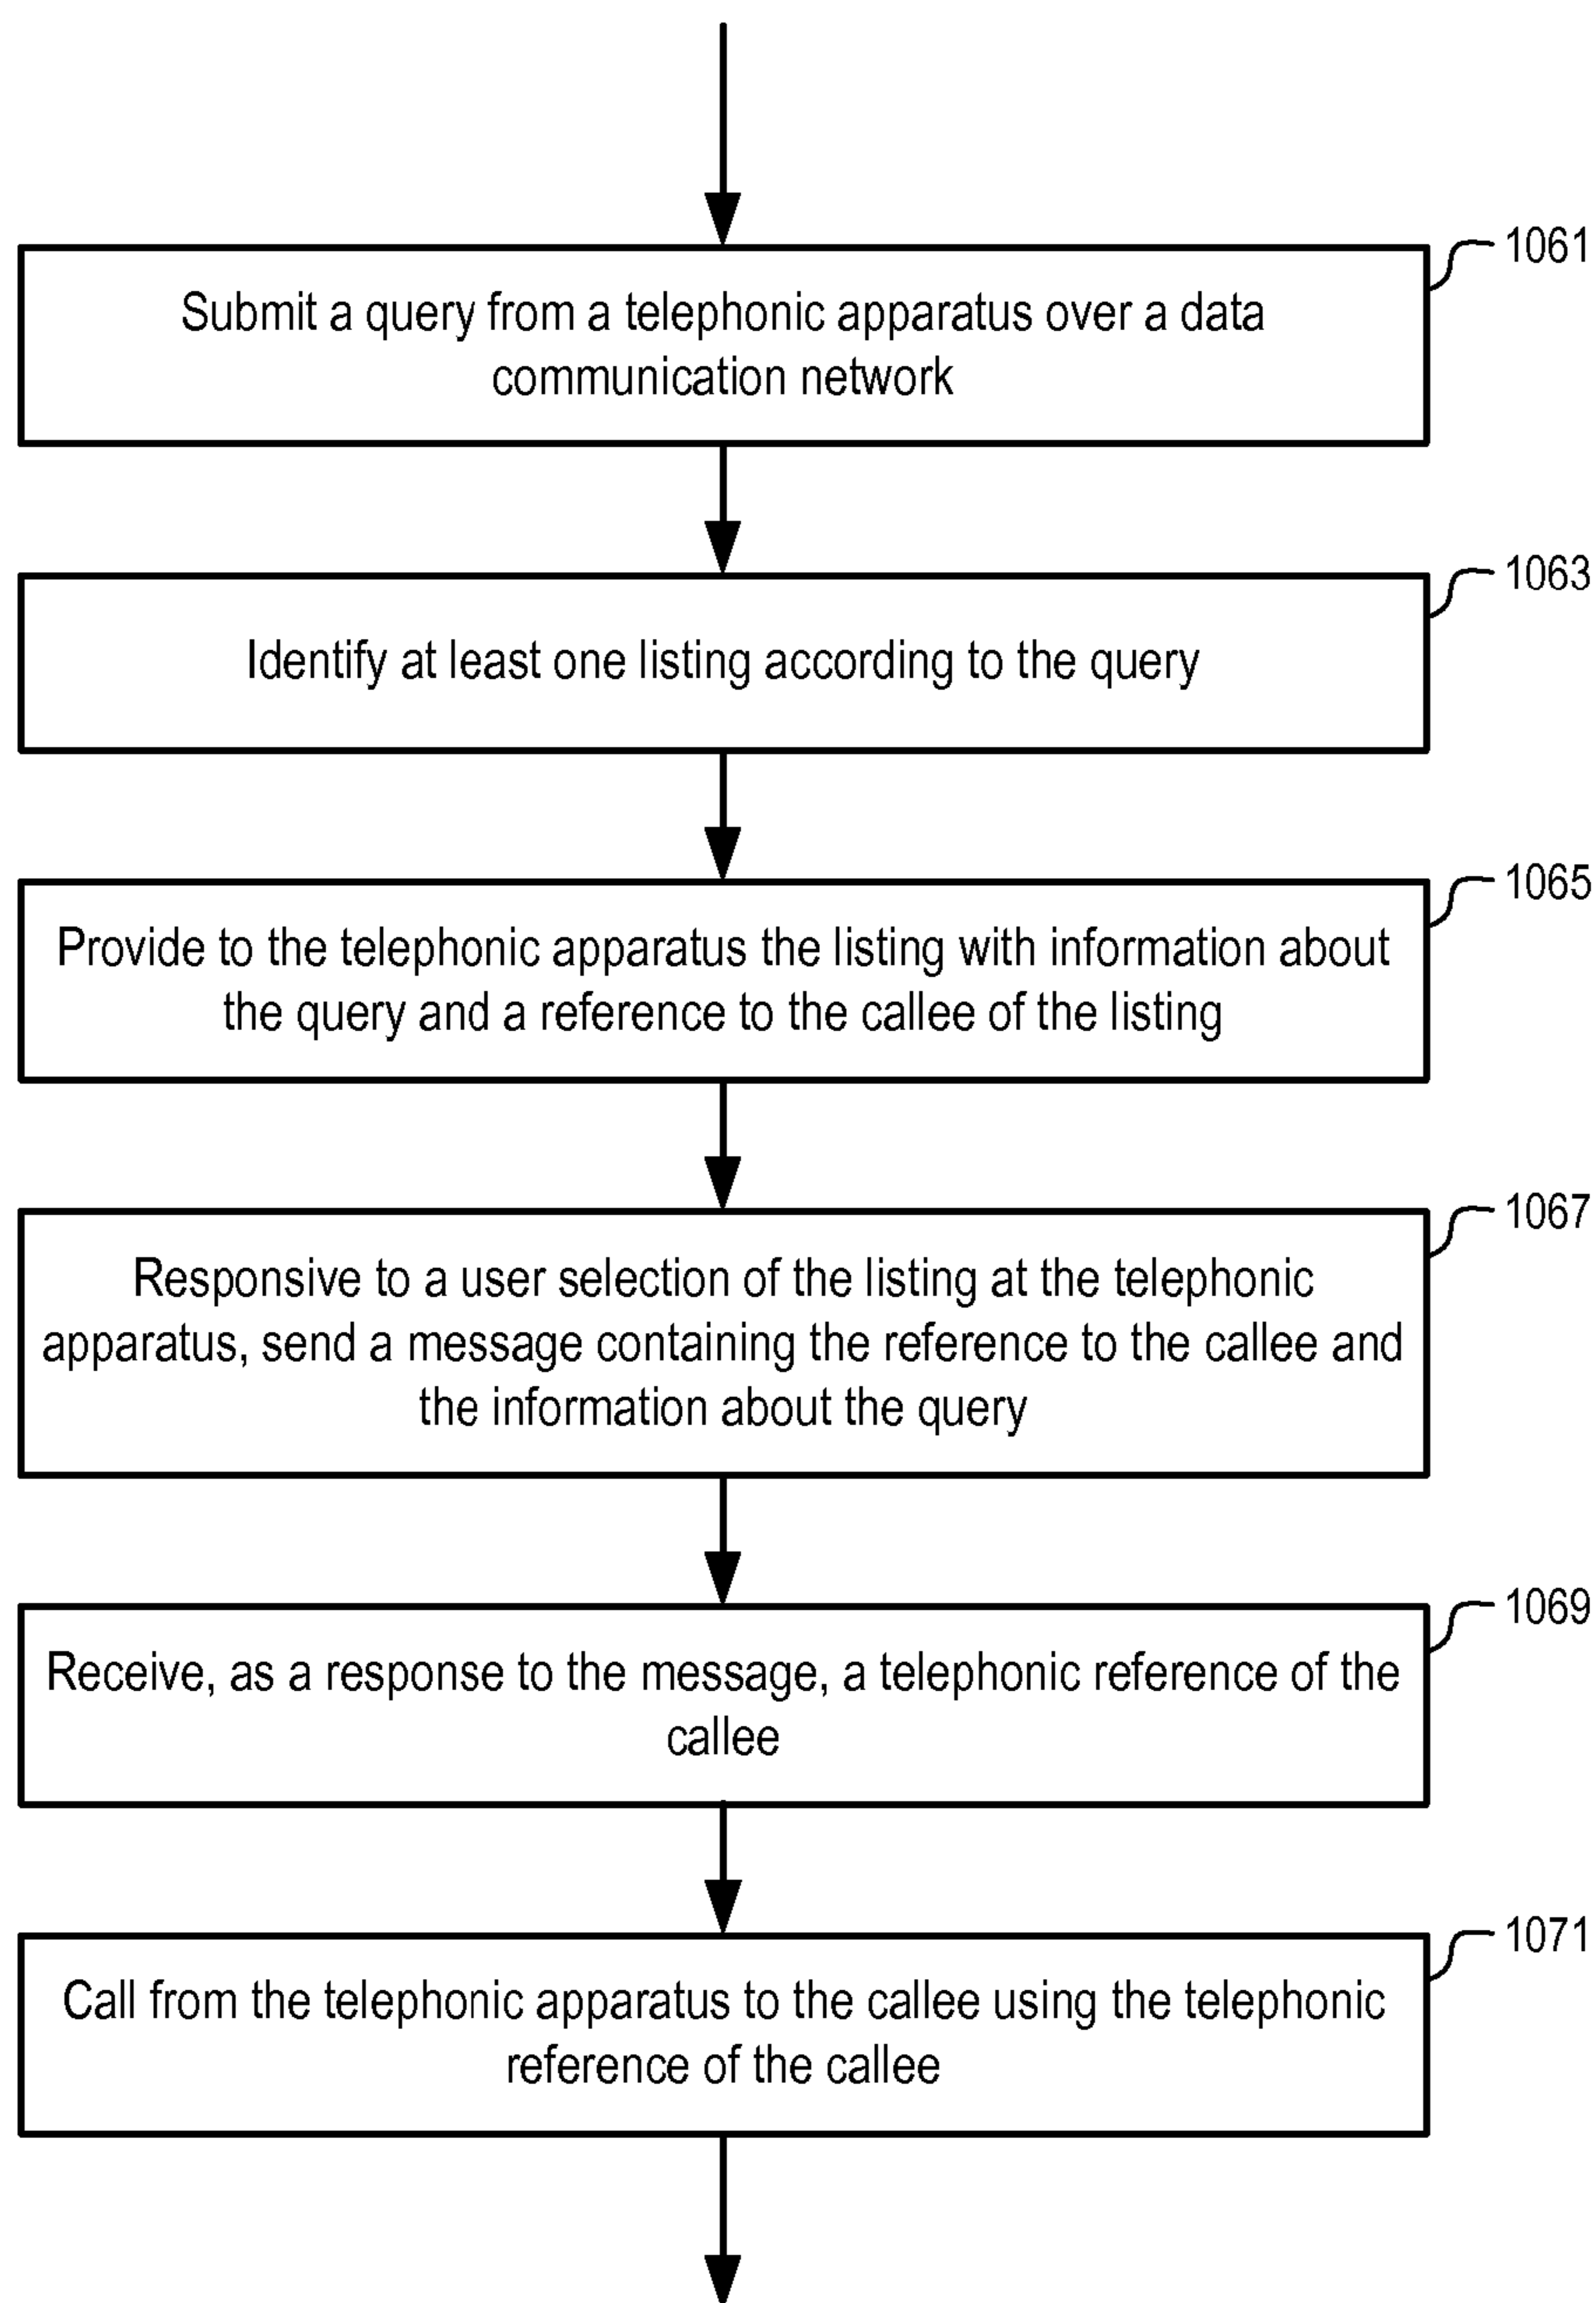 1061
Submit a query from a telephonic apparatus over a data
communication network
1063
Identify at least one listing according to the query
1065
Provide to the telephonic apparatus the listing with information about
the query and a reference to the callee of the listing
1067
Responsive to a user selection of the listing at the telephonic
apparatus, send a message containing the reference to the callee and
the information about the query
1069
Receive, as a response to the message, a telephonic reference of the
callee
1071
Call from the telephonic apparatus to the callee using the telephonic
reference of the callee